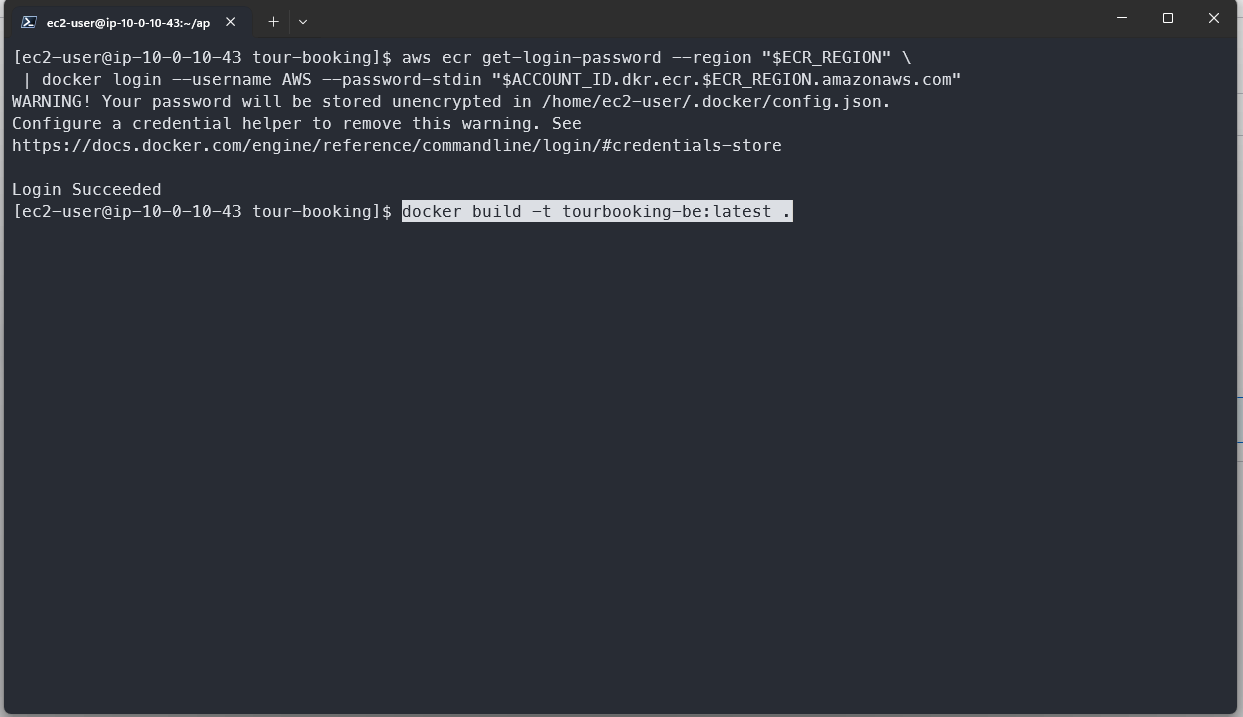 ec2-user@ip-10-0-10-43:~/ap
[ec2-user@ip-10-0-10-43 tour-booking]$ aws ecr get-login-password --region "$ECR_REGION" \
 | docker login --username AWS --password-stdin "$ACCOUNT_ID.dkr.ecr.$ECR_REGION.amazonaws.com"
WARNING! Your password will be stored unencrypted in /home/ec2-user/.docker/config.json.
Configure a credential helper to remove this warning. See
https://docs.docker.com/engine/reference/commandline/login/#credentials-store
Login Succeeded
[ec2-user@ip-10-0-10-43 tour-booking]$ docker build -t tourbooking-be:latest .